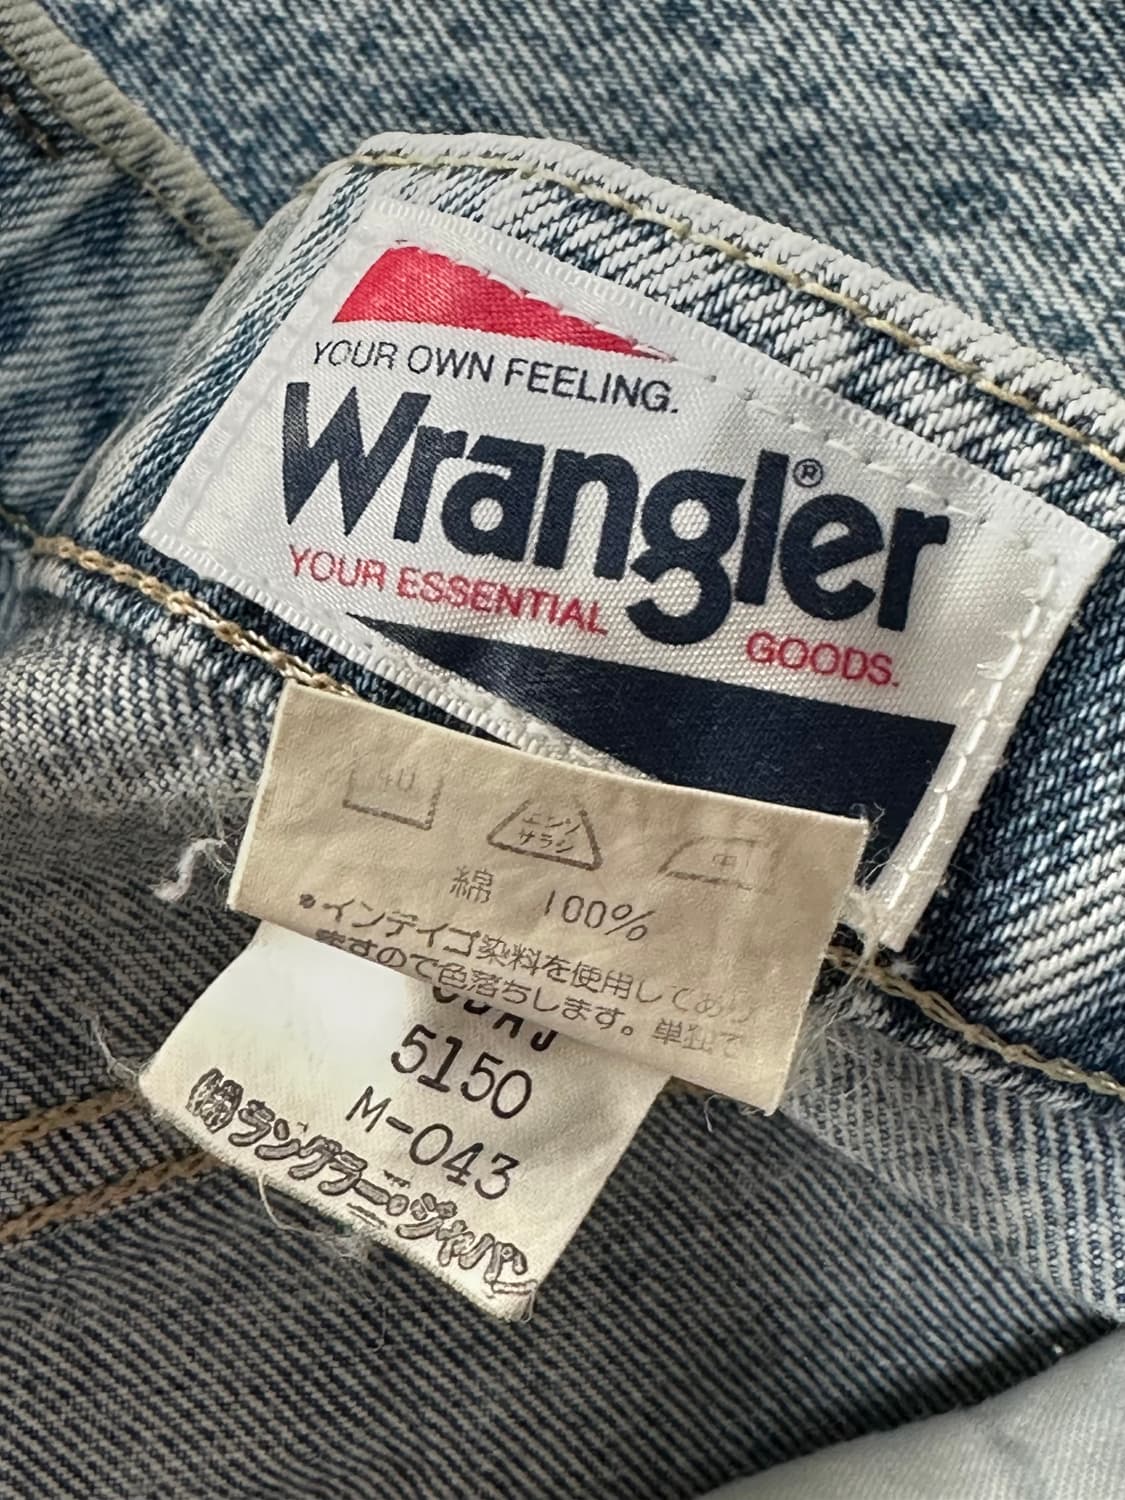 YOUR OWN FEELING.
Wrangler®
YOUR ESSENTIAL GOODS.
40
エンソ
サラシ
中
綿 100%
•インディゴ染料を使用してあり
ますので色落ちします。単独で
5150
M-043
㈱ラングラー・ジャパン